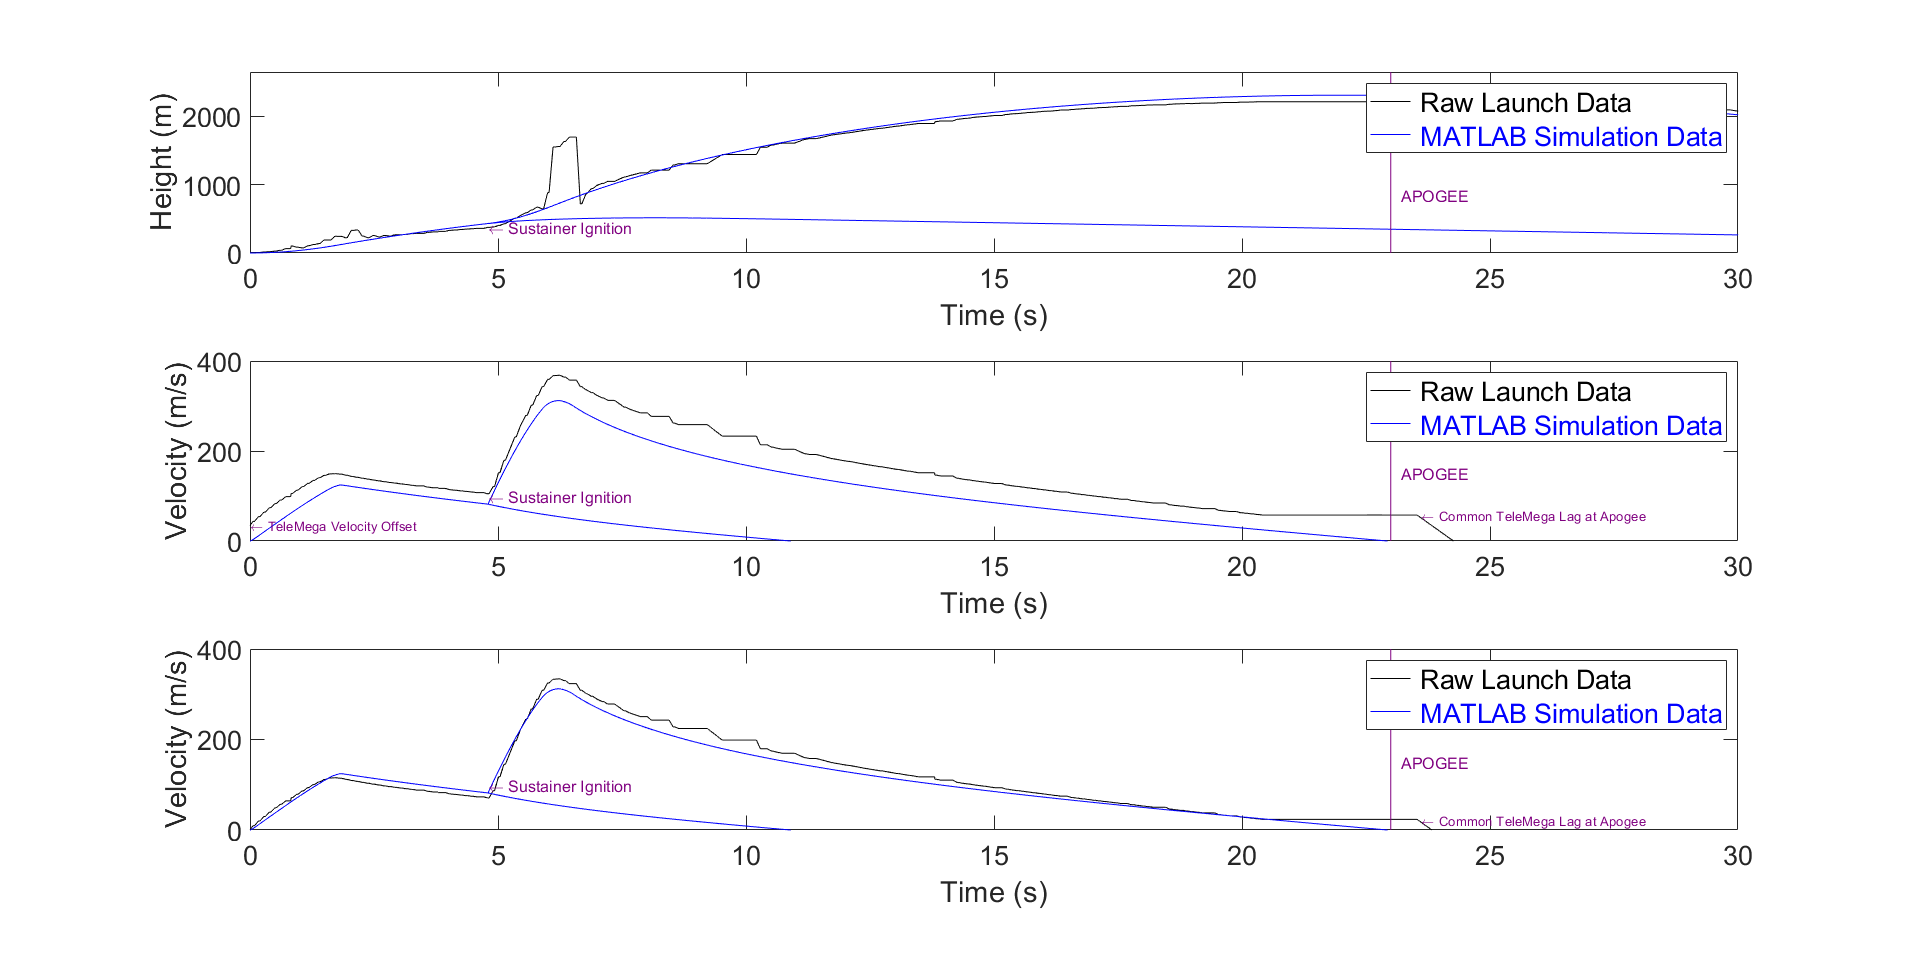 Height (m)
2000
1000
0
Raw Launch Data
MATLAB Simulation Data
APOGEE
← Sustainer Ignition
0 5 10 15 20 25 30
Time (s)
Velocity (m/s)
400
200
0
Raw Launch Data
MATLAB Simulation Data
APOGEE
← Sustainer Ignition
← Common TeleMega Lag at Apogee
← TeleMega Velocity Offset
0 5 10 15 20 25 30
Time (s)
Velocity (m/s)
400
200
0
Raw Launch Data
MATLAB Simulation Data
APOGEE
← Sustainer Ignition
← Common TeleMega Lag at Apogee
0 5 10 15 20 25 30
Time (s)